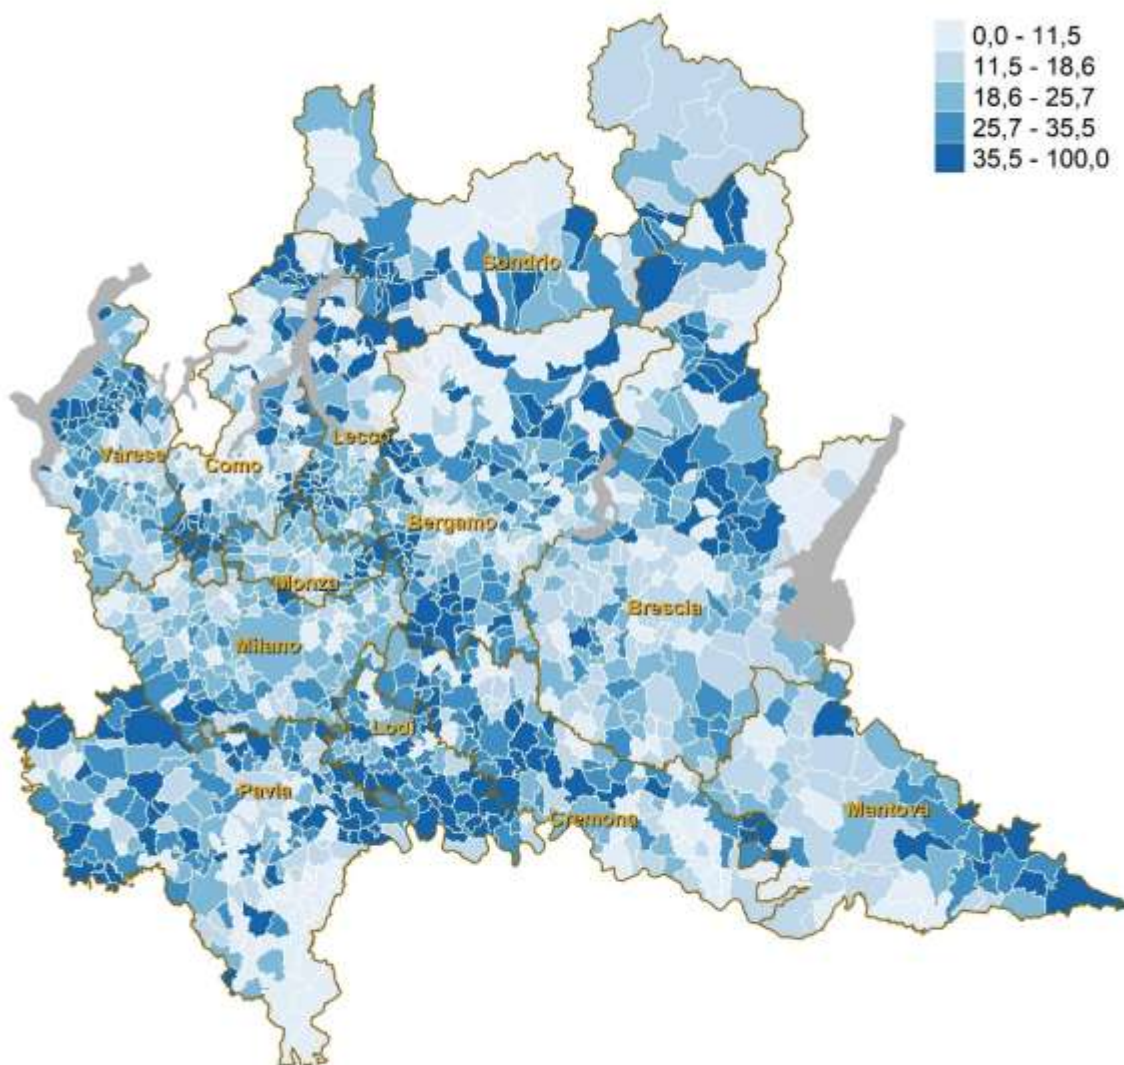 0,0 - 11,5
11,5 - 18,6
18,6 - 25,7
25,7 - 35,5
35,5 - 100,0
Sondrio
Lecco
Varese
Como
Bergamo
Monza
Brescia
Milano
Lodi
Pavia
Cremona
Mantova